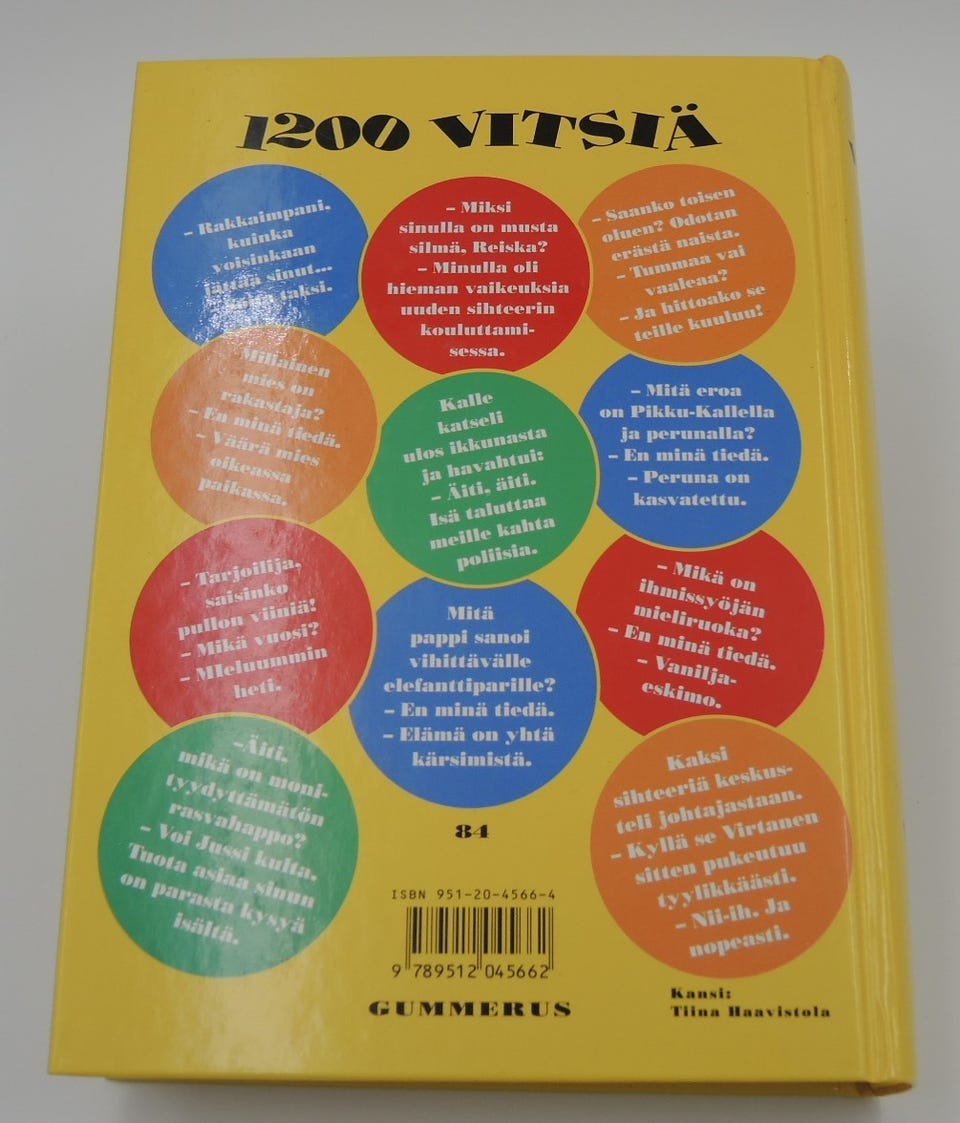 1200 VITSIÄ
– Rakkaimpani,
kuinka
voisinkaan
jättää sinut...
taksi.
– Miksi
sinulla on musta
silmä, Reiska?
– Minulla oli
hieman vaikeuksia
uuden sihteerin
kouluttami-
sessa.
– Saanko toisen
oluen? Odotan
erästä naista.
– Tummaa vai
vaaleaa?
– Ja hittoako se
teille kuuluu!
Millainen
mies on
rakastaja?
– En minä tiedä.
– Väärä mies
oikeassa
paikassa.
Kalle
katseli
ulos ikkunasta
ja havahtui:
– Äiti, äiti.
Isä taluttaa
meille kahta
poliisia.
– Mitä eroa
on Pikku-Kallella
ja perunalla?
– En minä tiedä.
– Peruna on
kasvatettu.
– Tarjoilija,
saisinko
pullon viiniä!
– Mikä vuosi?
– MIeluummin
heti.
Mitä
pappi sanoi
vihittävälle
elefanttiparille?
– En minä tiedä.
– Elämä on yhtä
kärsimistä.
– Mikä on
ihmissyöjän
mieliruoka?
– En minä tiedä.
– Vanilja-
eskimo.
–Äiti,
mikä on moni-
tyydyttämätön
rasvahappo?
– Voi Jussi kulta.
Tuota asiaa sinun
on parasta kysyä
isältä.
Kaksi
sihteeriä keskus-
teli johtajastaan.
– Kyllä se Virtanen
sitten pukeutuu
tyylikkäästi.
– Nii-ih. Ja
nopeasti.
84
ISBN 951-20-4566-4
9 789512 045662
GUMMERUS
Kansi:
Tiina Haavistola